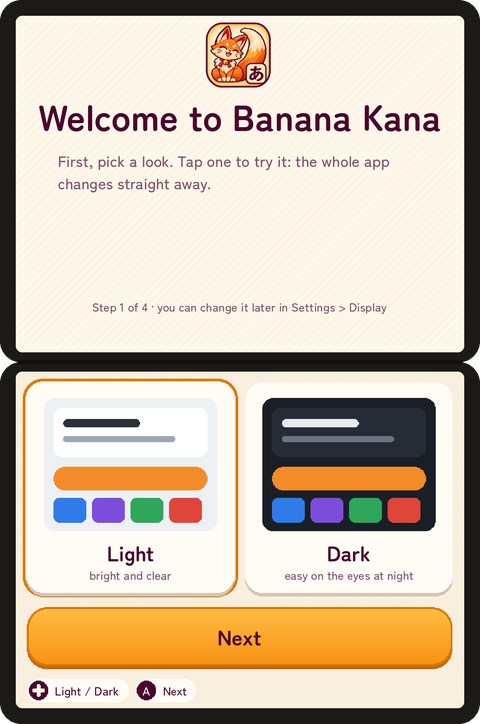 あ
Welcome to Banana Kana
First, pick a look. Tap one to try it: the whole app
changes straight away.
Step 1 of 4 · you can change it later in Settings > Display
Light
bright and clear
Dark
easy on the eyes at night
Next
Light / Dark
A
Next